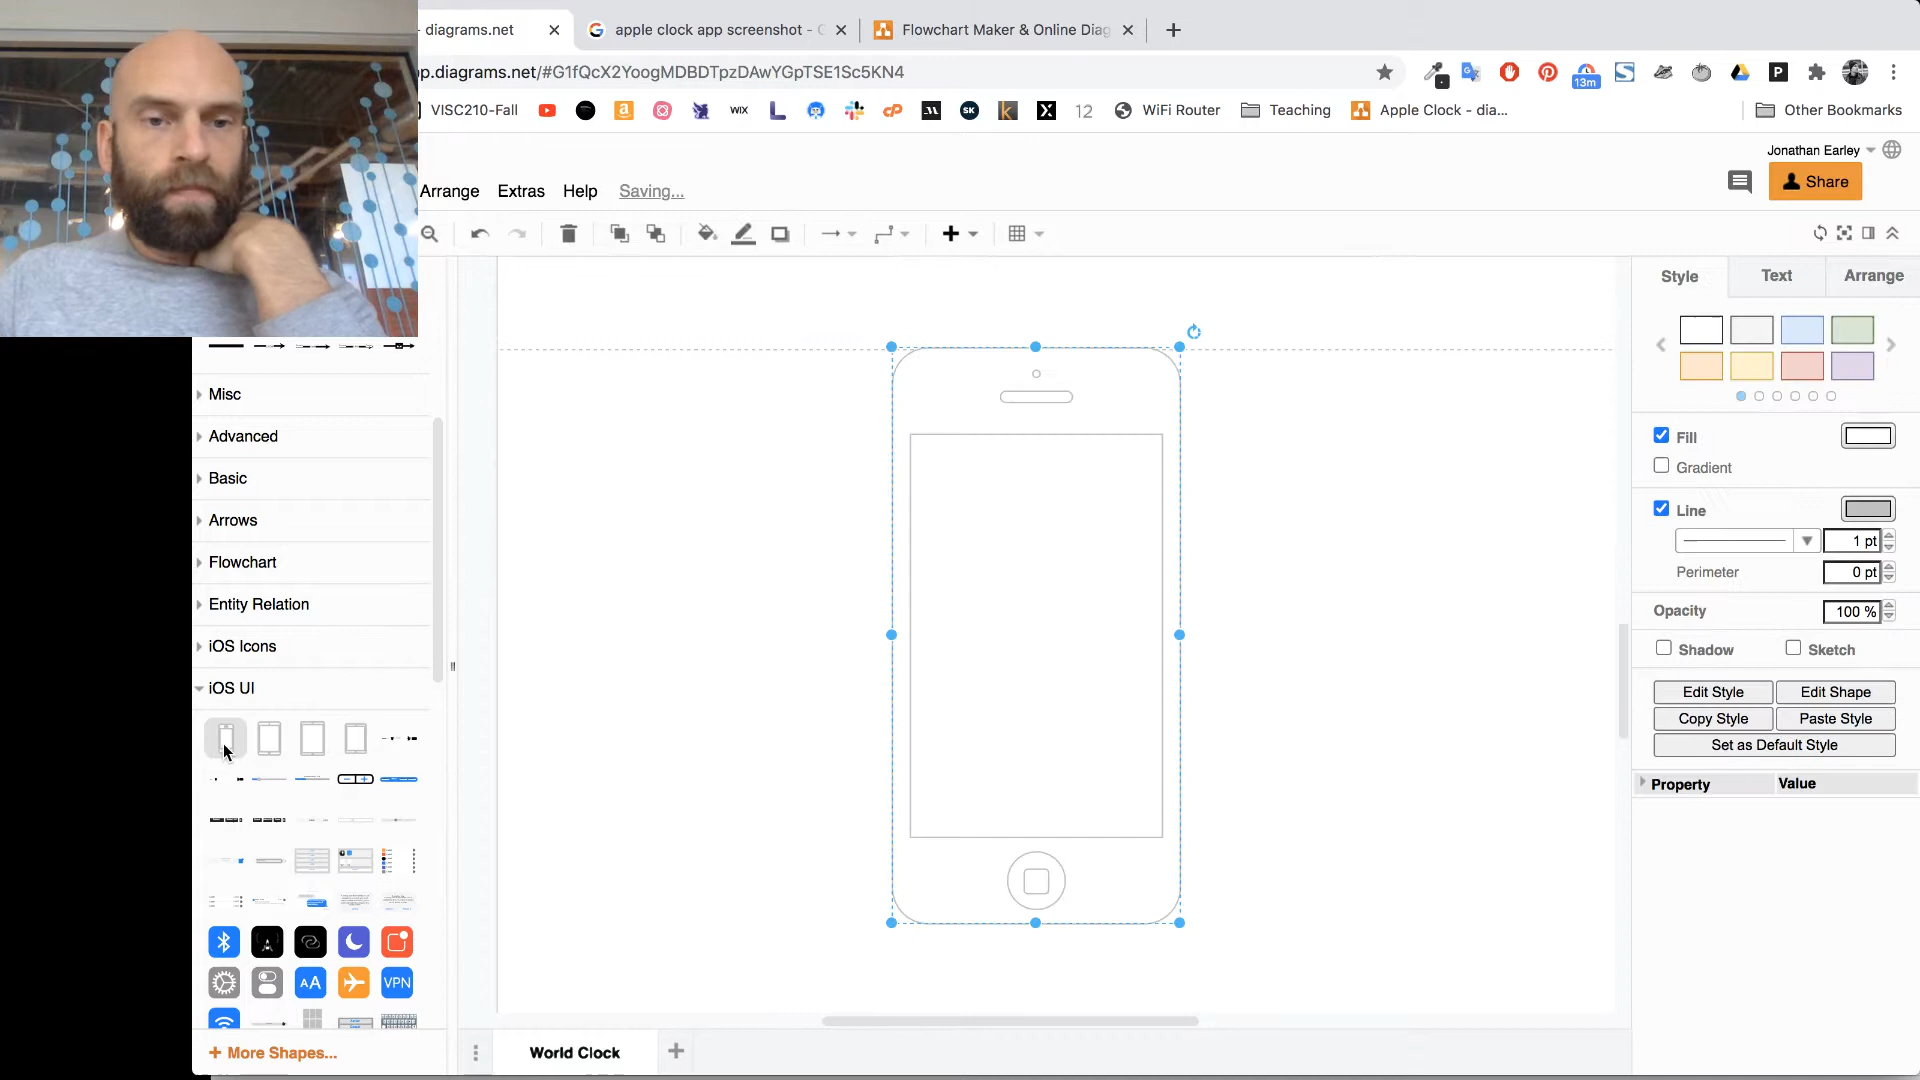 diagrams.net
apple clock app screenshot -
Flowchart Maker & Online Diag
p.diagrams.net/#G1fQcX2YoogMDBDTpzDAwYGpTSE1Sc5KN4
13m
VISC210-Fall
WiX
SK
12
WiFi Router
Teaching
Apple Clock - dia...
Other Bookmarks
Jonathan Earley
Arrange
Extras
Help
Saving...
Share
Style
Text
Arrange
Misc
Advanced
Basic
Arrows
Flowchart
Entity Relation
iOS Icons
iOS UI
AA
VPN
More Shapes...
World Clock
Fill
Gradient
Line
1 pt
Perimeter
0 pt
Opacity
100 %
Shadow
Sketch
Edit Style
Edit Shape
Copy Style
Paste Style
Set as Default Style
Property
Value